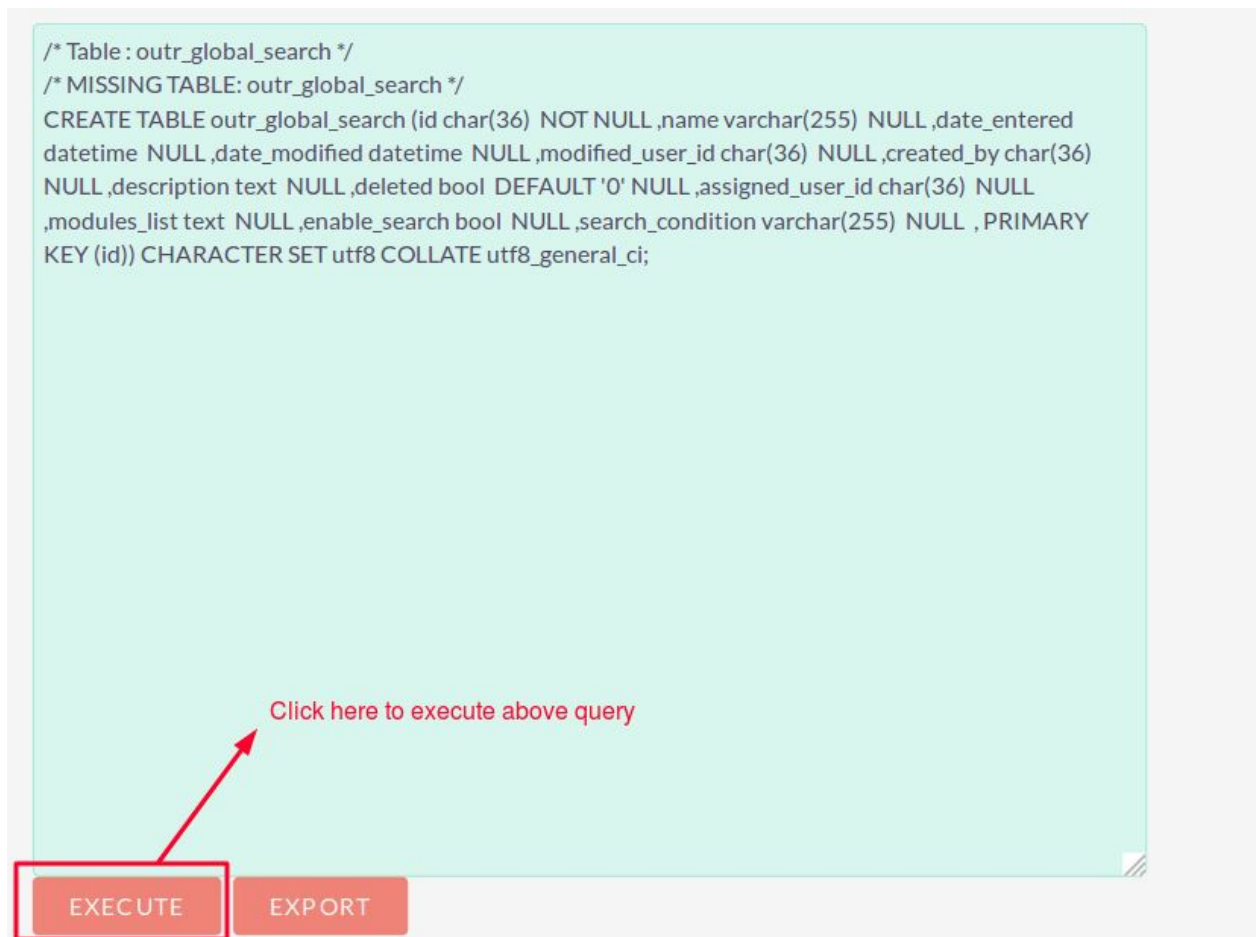 /* Table : outr_global_search */
/* MISSING TABLE: outr_global_search */
CREATE TABLE outr_global_search (id char(36)  NOT NULL ,name varchar(255)  NULL ,date_entered
datetime  NULL ,date_modified datetime  NULL ,modified_user_id char(36)  NULL ,created_by char(36)
NULL ,description text  NULL ,deleted bool  DEFAULT '0' NULL ,assigned_user_id char(36)  NULL
,modules_list text  NULL ,enable_search bool  NULL ,search_condition varchar(255)  NULL  , PRIMARY
KEY (id)) CHARACTER SET utf8 COLLATE utf8_general_ci;
Click here to execute above query
EXECUTE EXPORT